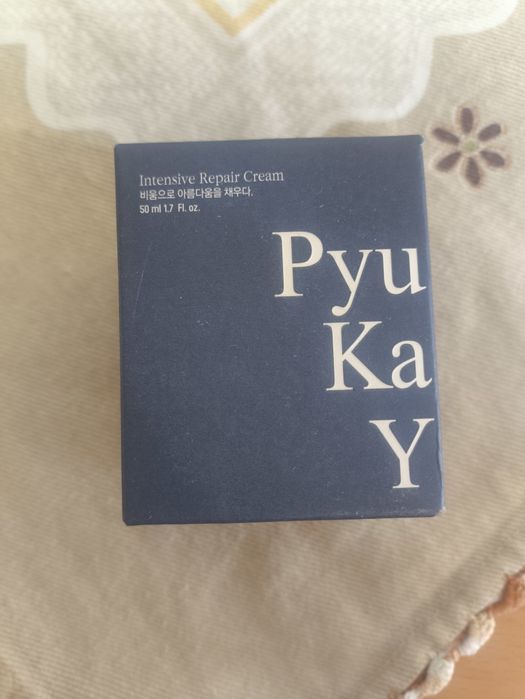 Intensive Repair Cream
비움으로 아름다움을 채우다.
50 ml 1.7 Fl. oz.
Pyu
Ka
Y